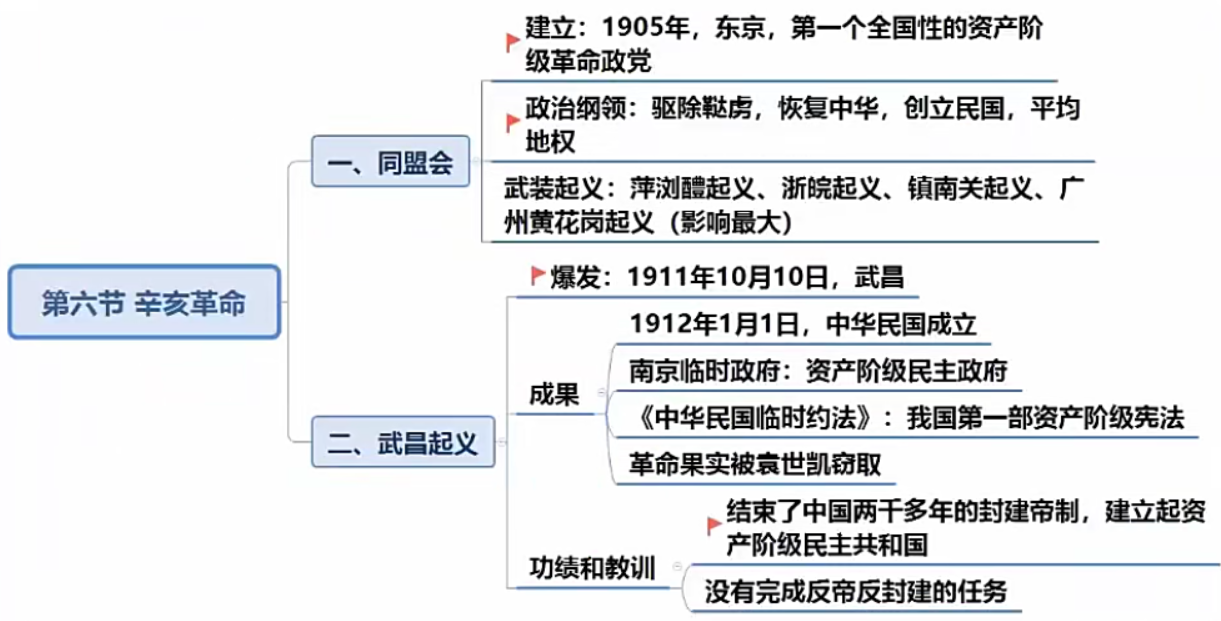 建立：1905年，东京，第一个全国性的资产阶
级革命政党
政治纲领：驱除鞑虏，恢复中华，创立民国，平均
地权
一、同盟会
武装起义：萍浏醴起义、浙皖起义、镇南关起义、广
州黄花岗起义（影响最大）
第六节 辛亥革命
爆发：1911年10月10日，武昌
1912年1月1日，中华民国成立
南京临时政府：资产阶级民主政府
成果
《中华民国临时约法》：我国第一部资产阶级宪法
二、武昌起义
革命果实被袁世凯窃取
结束了中国两千多年的封建帝制，建立起资
产阶级民主共和国
功绩和教训
没有完成反帝反封建的任务